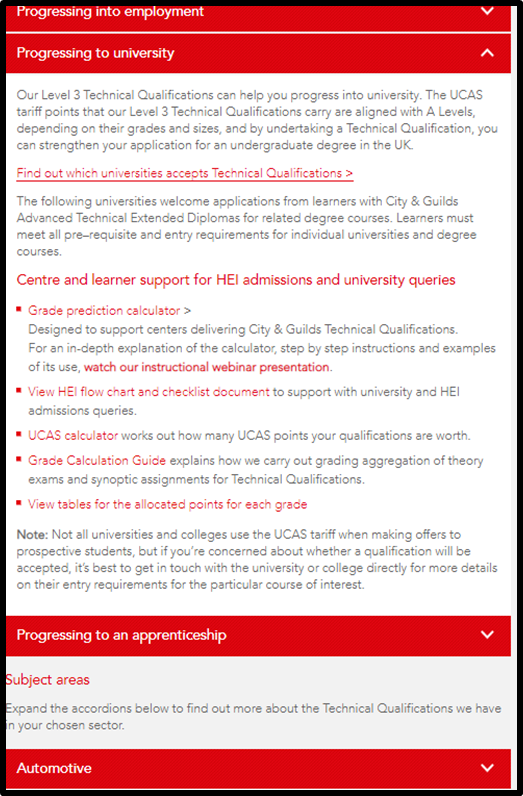 Progressing into employment
Progressing to university
Our Level 3 Technical Qualifications can help you progress into university. The UCAS
tariff points that our Level 3 Technical Qualifications carry are aligned with A Levels,
depending on their grades and sizes, and by undertaking a Technical Qualification, you
can strengthen your application for an undergraduate degree in the UK.
Find out which universities accepts Technical Qualifications >
The following universities welcome applications from learners with City & Guilds
Advanced Technical Extended Diplomas for related degree courses. Learners must
meet all pre–requisite and entry requirements for individual universities and degree
courses.
Centre and learner support for HEI admissions and university queries
Grade prediction calculator >
Designed to support centers delivering City & Guilds Technical Qualifications.
For an in-depth explanation of the calculator, step by step instructions and examples
of its use, watch our instructional webinar presentation.
View HEI flow chart and checklist document to support with university and HEI
admissions queries.
UCAS calculator works out how many UCAS points your qualifications are worth.
Grade Calculation Guide explains how we carry out grading aggregation of theory
exams and synoptic assignments for Technical Qualifications.
View tables for the allocated points for each grade
Note: Not all universities and colleges use the UCAS tariff when making offers to
prospective students, but if you're concerned about whether a qualification will be
accepted, it's best to get in touch with the university or college directly for more details
on their entry requirements for the particular course of interest.
Progressing to an apprenticeship
Subject areas
Expand the accordions below to find out more about the Technical Qualifications we have
in your chosen sector.
Automotive